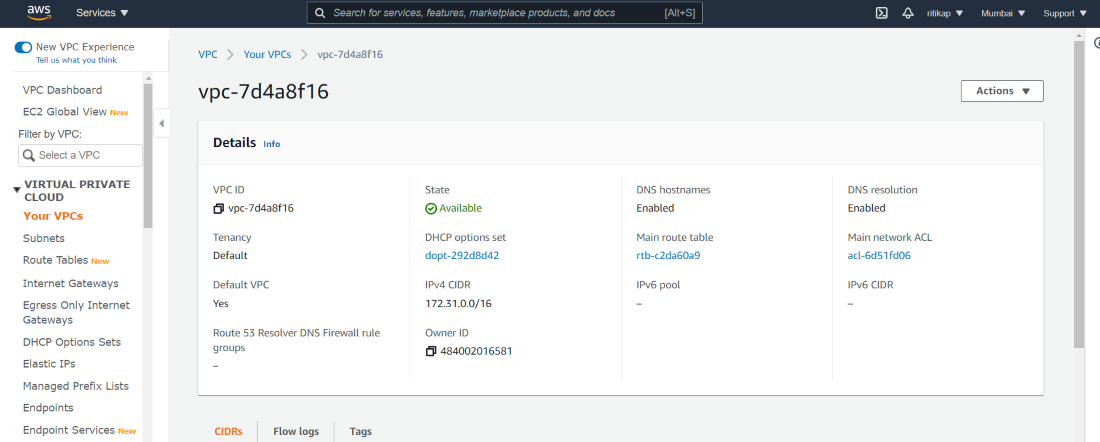 aws Services Search for services, features, marketplace products, and docs [Alt+S] ritikap Mumbai Support
New VPC Experience
Tell us what you think
VPC Dashboard
EC2 Global View New
Filter by VPC:
Select a VPC
VIRTUAL PRIVATE
CLOUD
Your VPCs
Subnets
Route Tables New
Internet Gateways
Egress Only Internet
Gateways
DHCP Options Sets
Elastic IPs
Managed Prefix Lists
Endpoints
Endpoint Services New
VPC > Your VPCs > vpc-7d4a8f16
vpc-7d4a8f16
Actions
Details Info
VPC ID
vpc-7d4a8f16
State
Available
DNS hostnames
Enabled
DNS resolution
Enabled
Tenancy
Default
DHCP options set
dopt-292d8d42
Main route table
rtb-c2da60a9
Main network ACL
acl-6d51fd06
Default VPC
Yes
IPv4 CIDR
172.31.0.0/16
IPv6 pool
–
IPv6 CIDR
–
Route 53 Resolver DNS Firewall rule
groups
–
Owner ID
484002016581
CIDRs Flow logs Tags